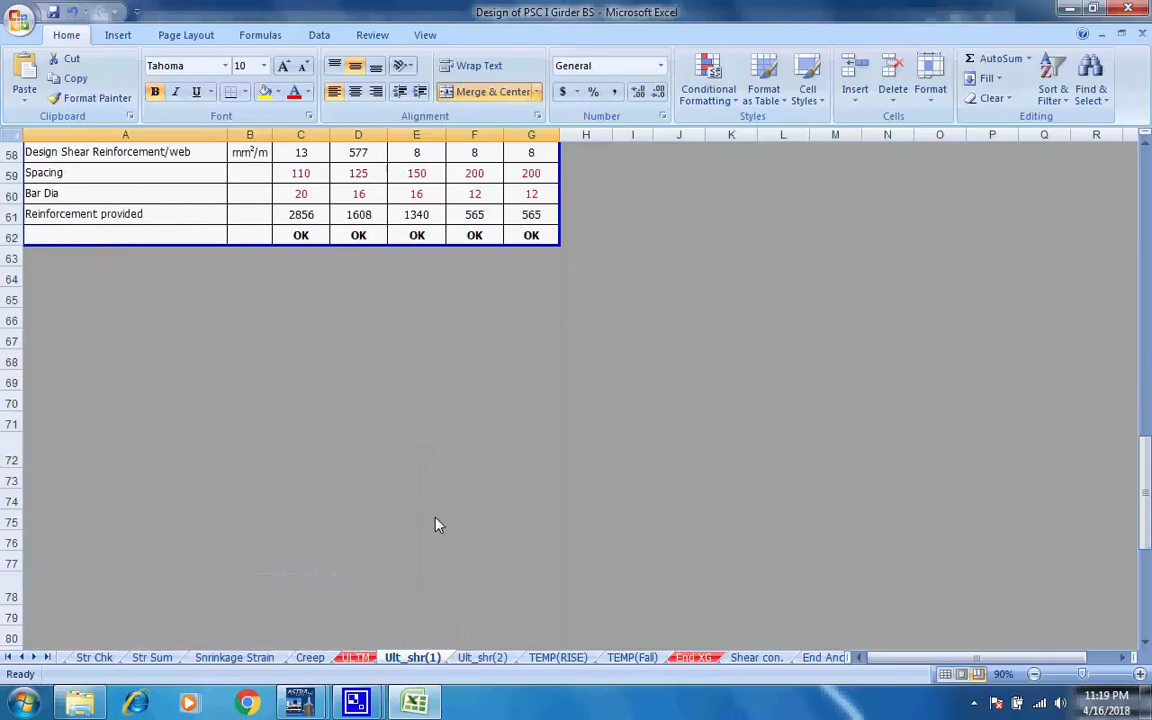 Design of PSC I Girder BS - Microsoft Excel
Home Insert Page Layout Formulas Data Review View
Paste
Cut
Copy
Format Painter
Clipboard
Tahoma 10
B I U
Font
Wrap Text
Merge & Center
Alignment
General
$ % ,
Number
Conditional Formatting
Format as Table
Cell Styles
Styles
Insert Delete Format
Cells
AutoSum
Fill
Clear
Sort & Filter
Find & Select
Editing
A B C D E F G H I J K L M N O P Q R
58 Design Shear Reinforcement/web mm²/m 13 577 8 8 8
59 Spacing 110 125 150 200 200
60 Bar Dia 20 16 16 12 12
61 Reinforcement provided 2856 1608 1340 565 565
62 OK OK OK OK OK
63
64
65
66
67
68
69
70
71
72
73
74
75
76
77
78
79
80
Str Chk Str Sum Snrinkage Strain Creep ULTM Ult_shr(1) Ult_shr(2) TEMP(RISE) TEMP(Fall) End XG Shear con. End Anc
Ready 90%
ASTRA
11:19 PM
4/16/2018